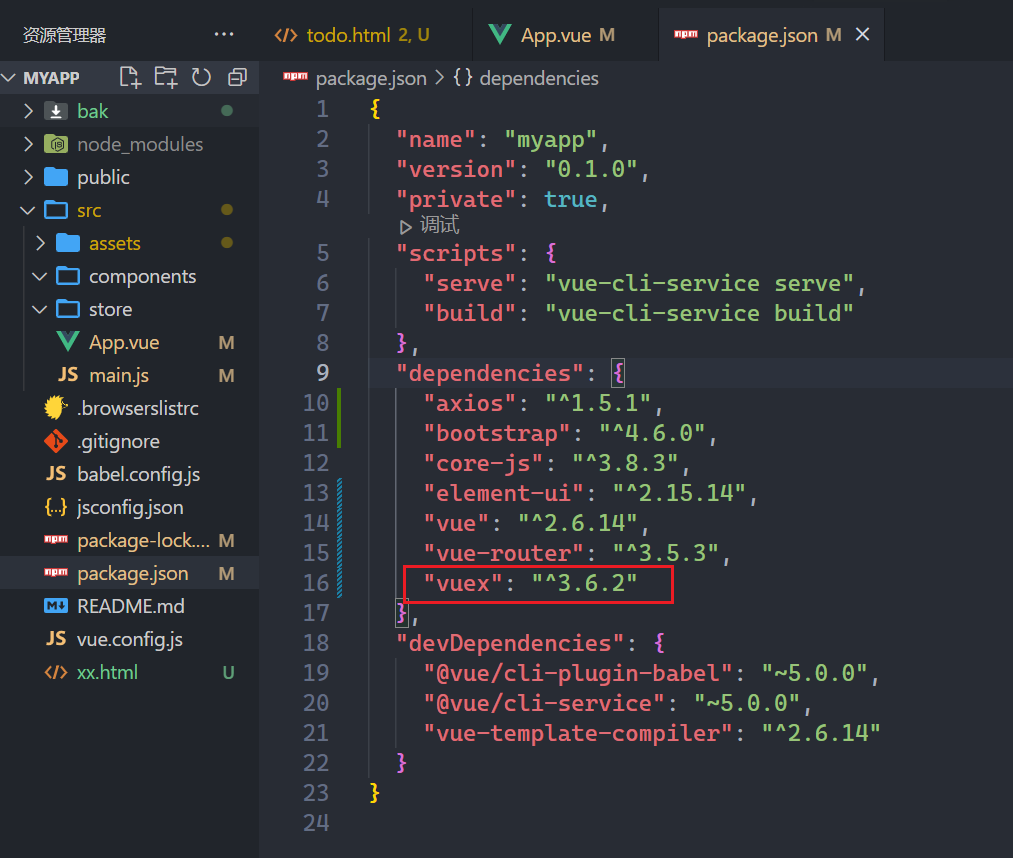 资源管理器 ···
MYAPP
bak
node_modules
public
src
assets
components
store
App.vue M
main.js M
.browserslistrc
.gitignore
babel.config.js
jsconfig.json
package-lock.... M
package.json M
README.md
vue.config.js
xx.html U
todo.html 2, U
App.vue M
package.json M
package.json > {} dependencies
1 {
2 "name": "myapp",
3 "version": "0.1.0",
4 "private": true,
调试
5 "scripts": {
6 "serve": "vue-cli-service serve",
7 "build": "vue-cli-service build"
8 },
9 "dependencies": {
10 "axios": "^1.5.1",
11 "bootstrap": "^4.6.0",
12 "core-js": "^3.8.3",
13 "element-ui": "^2.15.14",
14 "vue": "^2.6.14",
15 "vue-router": "^3.5.3",
16 "vuex": "^3.6.2"
17 },
18 "devDependencies": {
19 "@vue/cli-plugin-babel": "~5.0.0",
20 "@vue/cli-service": "~5.0.0",
21 "vue-template-compiler": "^2.6.14"
22 }
23 }
24